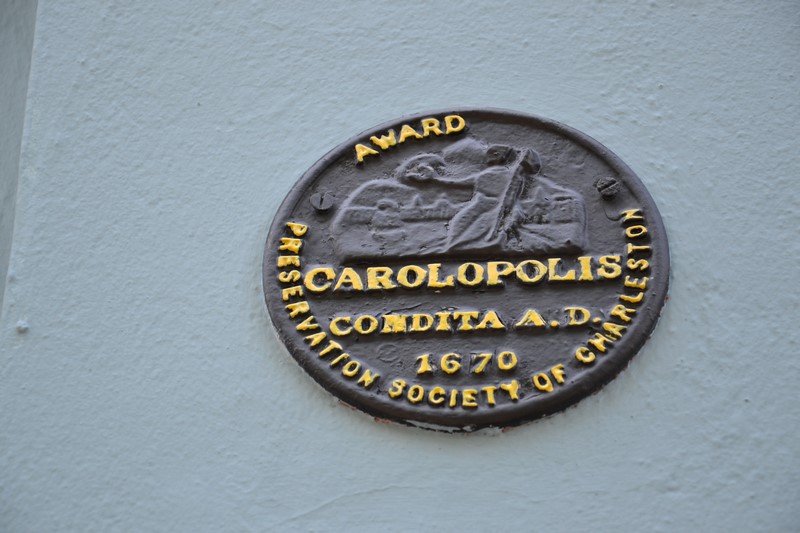 AWARD
CAROLOPOLIS
CONDITA A.D.
1670
PRESERVATION SOCIETY OF CHARLESTON